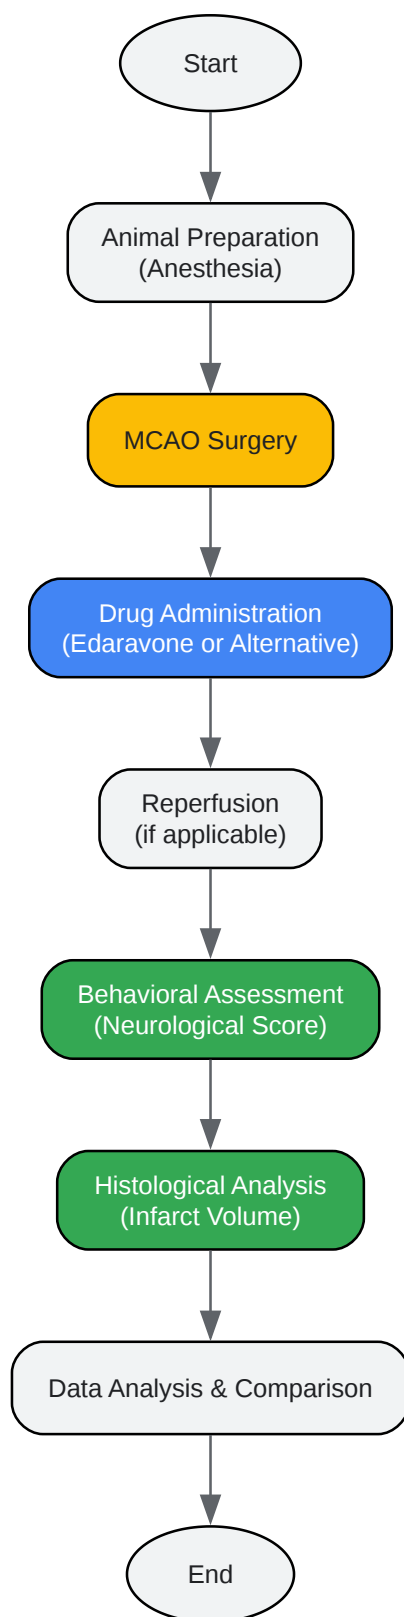 Start
Animal Preparation
(Anesthesia)
MCAO Surgery
Drug Administration
(Edaravone or Alternative)
Reperfusion
(if applicable)
Behavioral Assessment
(Neurological Score)
Histological Analysis
(Infarct Volume)
Data Analysis & Comparison
End